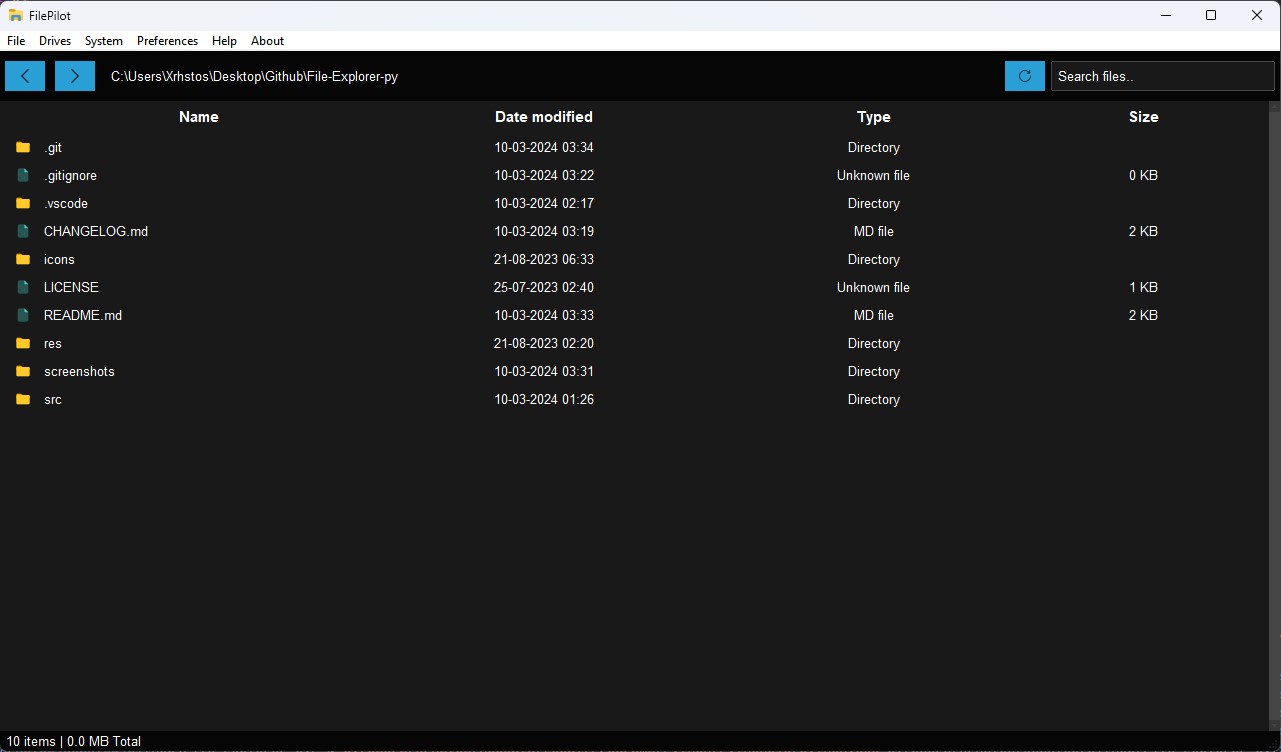 FilePilot
File Drives System Preferences Help About
C:\Users\Xrhstos\Desktop\Github\File-Explorer-py Search files..
Name Date modified Type Size
.git 10-03-2024 03:34 Directory
.gitignore 10-03-2024 03:22 Unknown file 0 KB
.vscode 10-03-2024 02:17 Directory
CHANGELOG.md 10-03-2024 03:19 MD file 2 KB
icons 21-08-2023 06:33 Directory
LICENSE 25-07-2023 02:40 Unknown file 1 KB
README.md 10-03-2024 03:33 MD file 2 KB
res 21-08-2023 02:20 Directory
screenshots 10-03-2024 03:31 Directory
src 10-03-2024 01:26 Directory
10 items | 0.0 MB Total